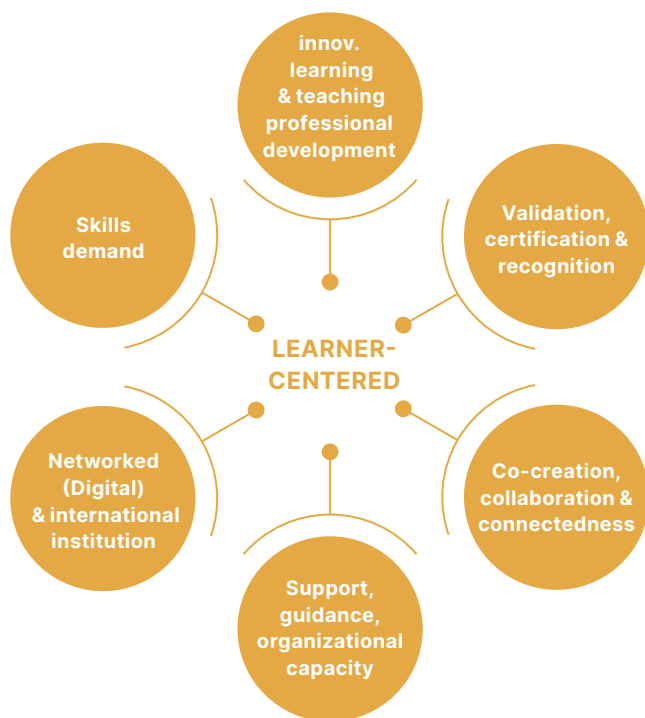 innov.
learning
& teaching
professional
development
Skills
demand
Validation,
certification &
recognition
LEARNER-
CENTERED
Networked
(Digital)
& international
institution
Co-creation,
collaboration &
connectedness
Support,
guidance,
organizational
capacity